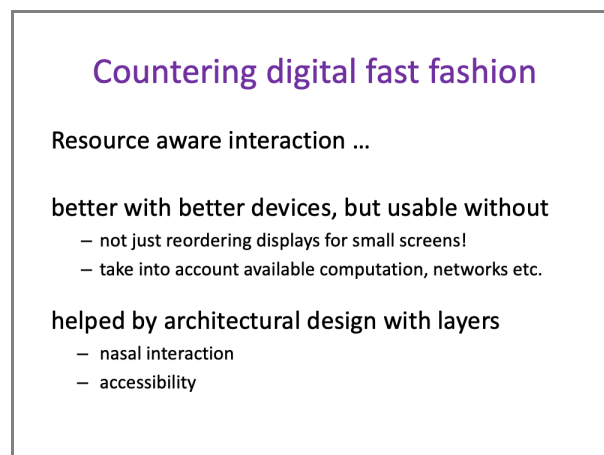 Countering digital fast fashion
Resource aware interaction …
better with better devices, but usable without
– not just reordering displays for small screens!
– take into account available computation, networks etc.
helped by architectural design with layers
– nasal interaction
– accessibility